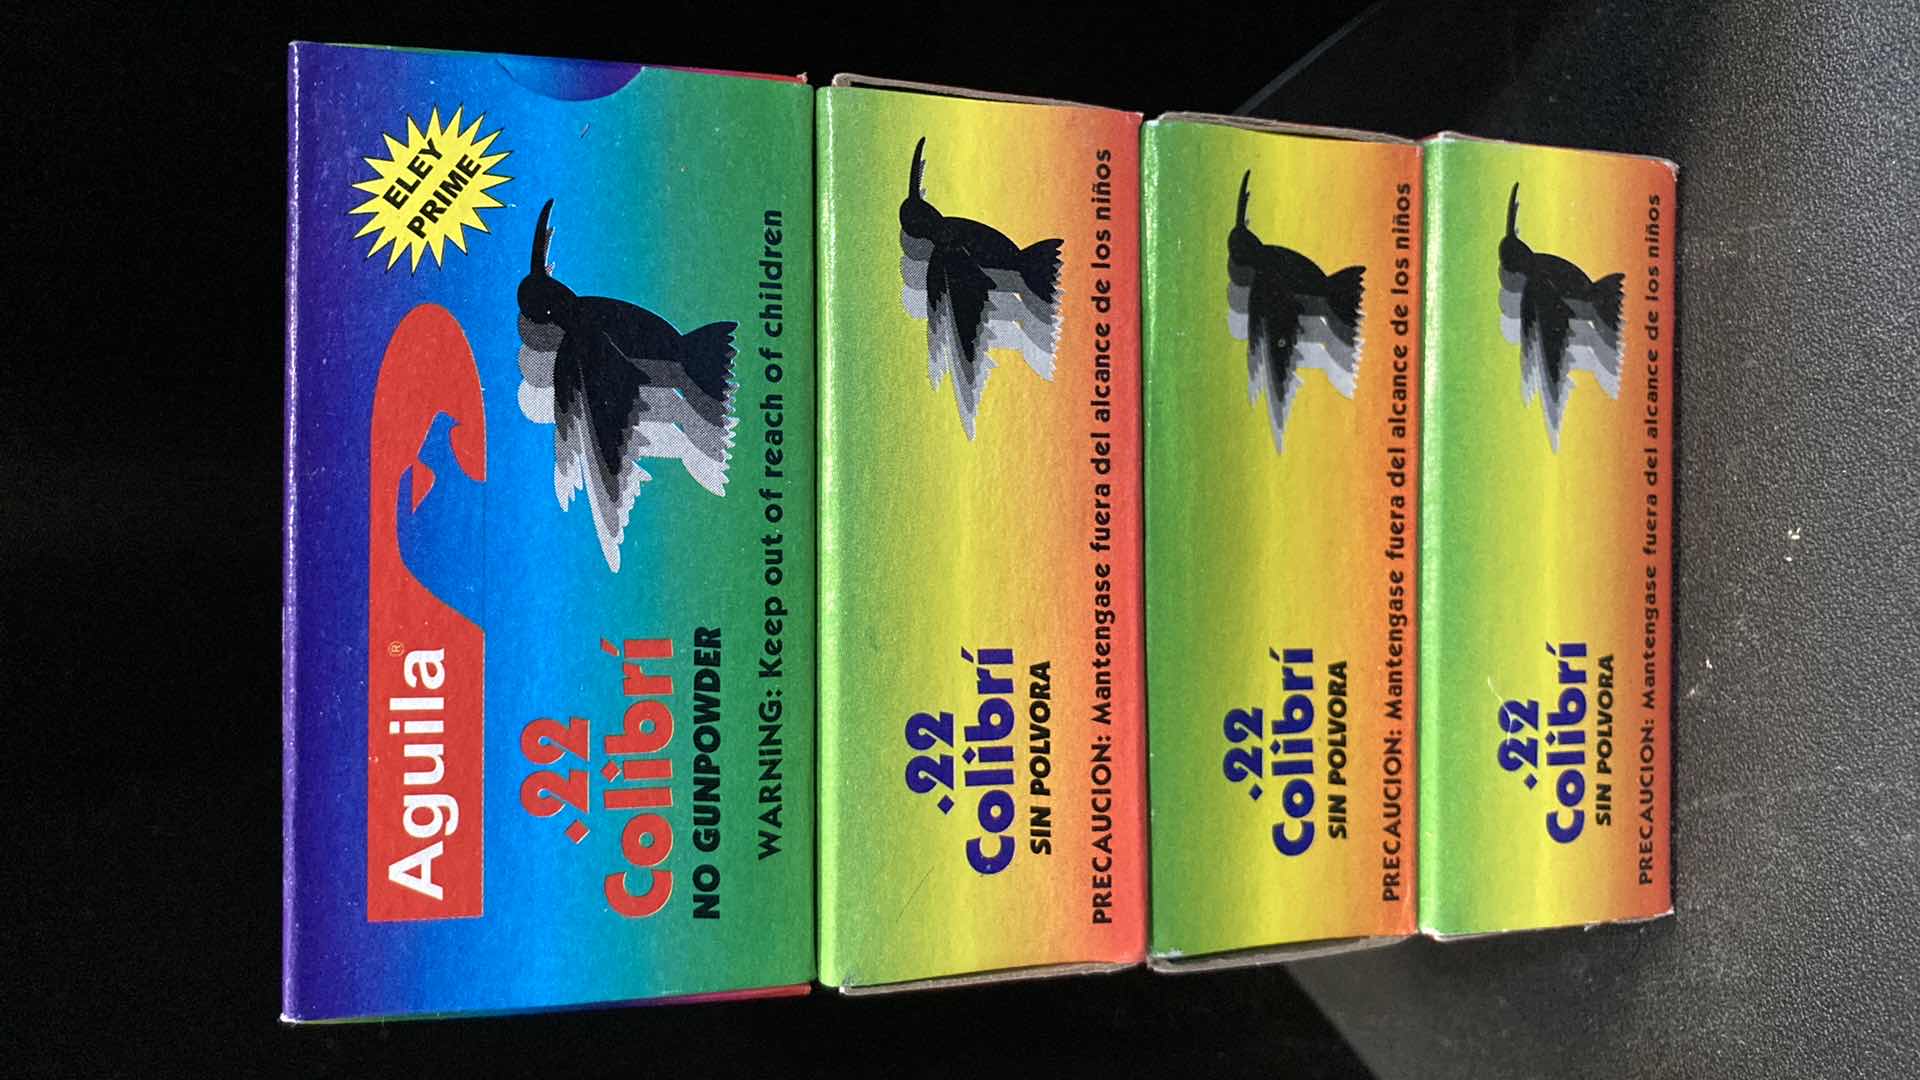 Aguila®
ELEY
PRIME
.22
Colibrí
NO GUNPOWDER
WARNING: Keep out of reach of children
.22
Colibrí
SIN POLVORA
PRECAUCION: Mantengase fuera del alcance de los niños
.22
Colibrí
SIN POLVORA
PRECAUCION: Mantengase fuera del alcance de los niños
.22
Colibrí
SIN POLVORA
PRECAUCION: Mantengase fuera del alcance de los niños